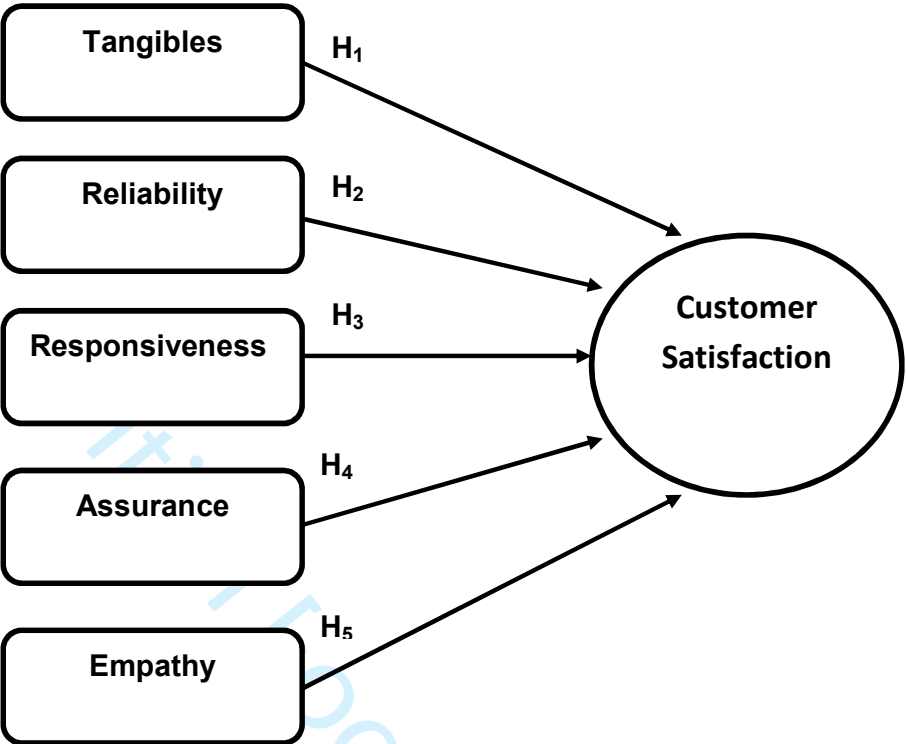 Tangibles
H₁
Reliability
H₂
Responsiveness
H₃
Assurance
H₄
Empathy
H₅
Customer
Satisfaction